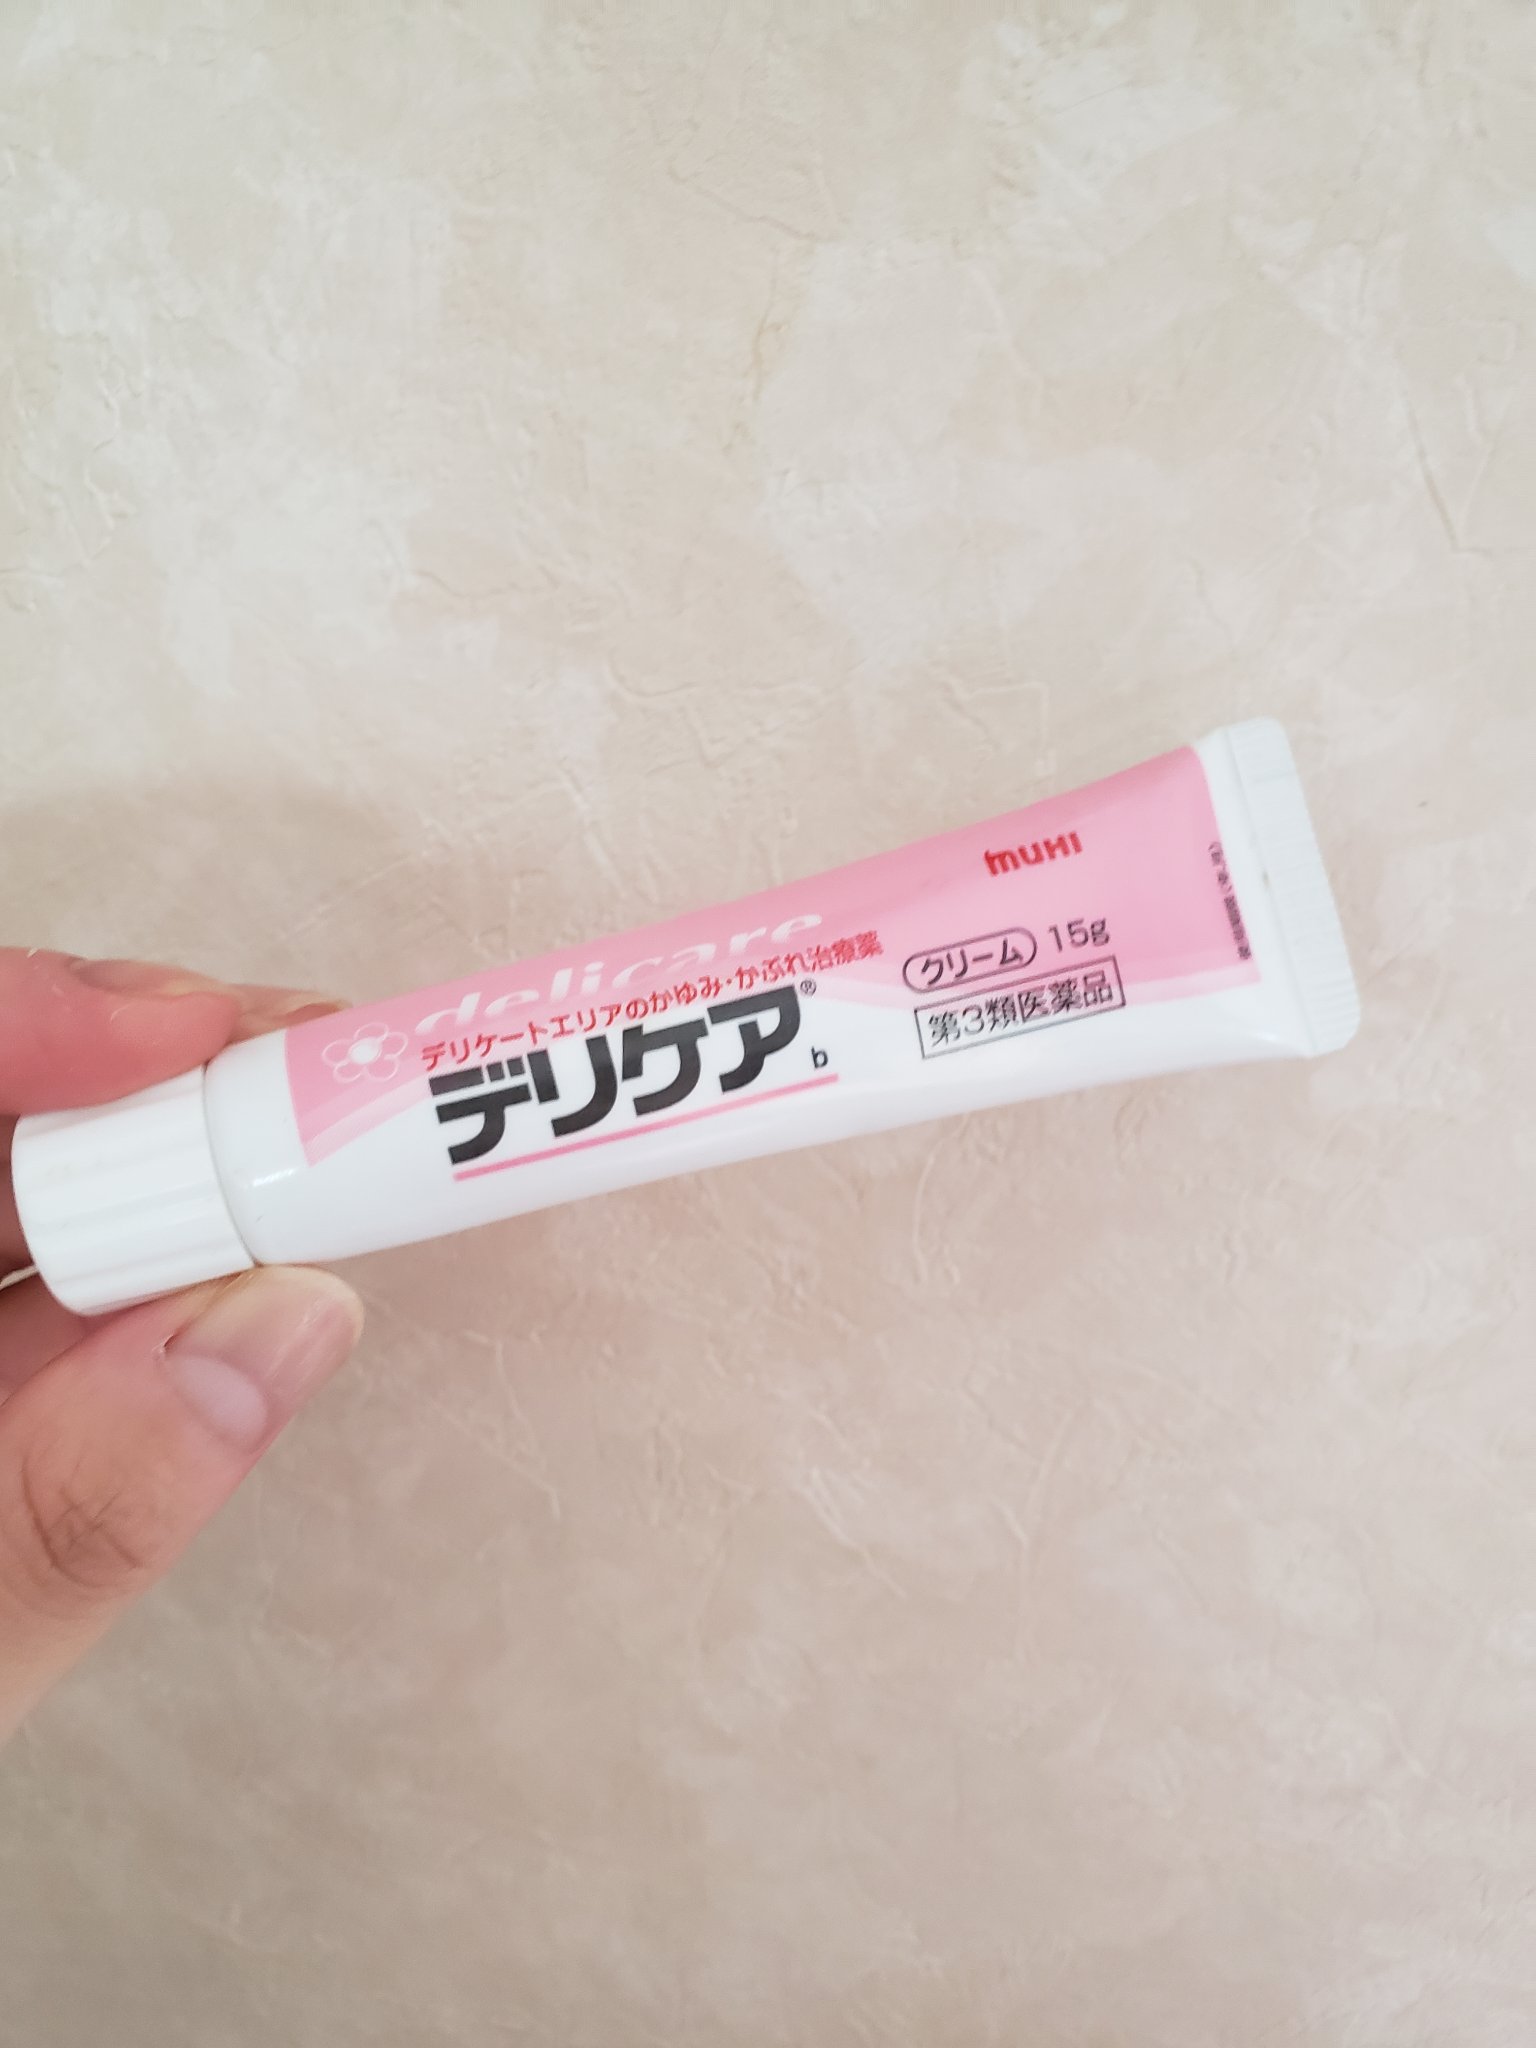 delicare
デリケートエリアのかゆみ・かぶれ治療薬
デリケア®b
muHI
クリーム 15g
第3類医薬品